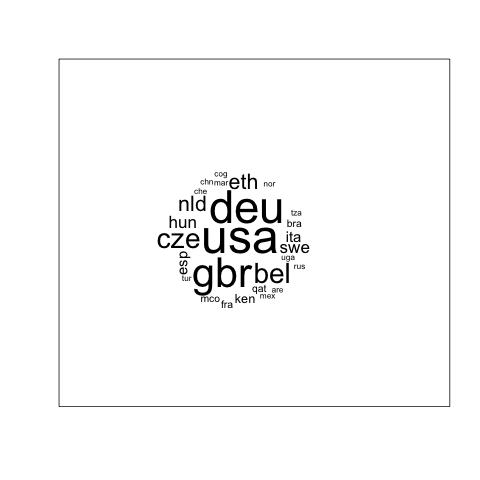 cog
chn mar eth nor
che
nld deu
tza
hun bra
cze usa ita
swe
esp uga
gbr bel rus
tur
qat are
mco ken mex
fra